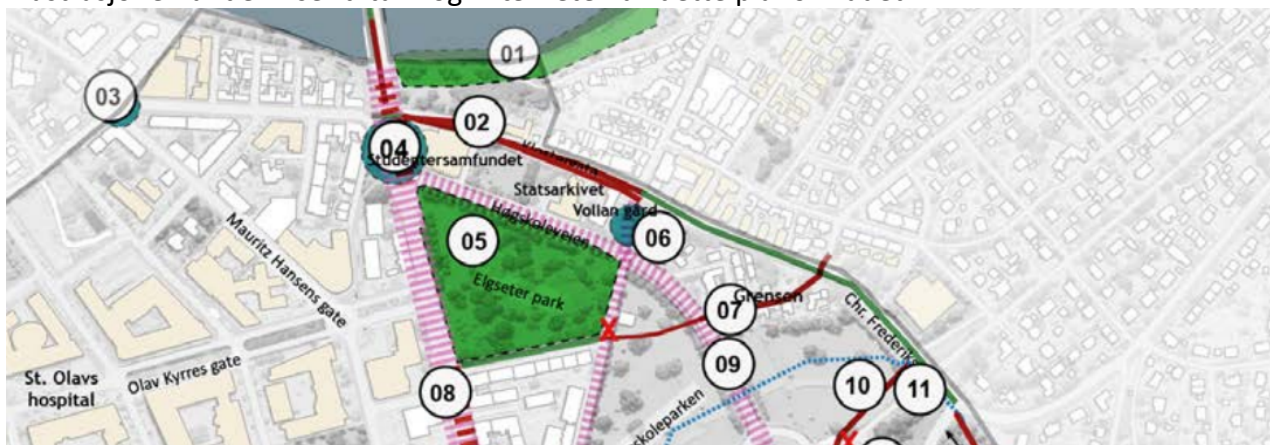 01
03
02
04
Studentersamfundet
Statsarkivet
Vollan gård
Høgskoleveien
06
05
Elgseter park
Mauritz Hansens gate
Grensen
07
Chr. Frederiks
09
Olav Kyrres gate
St. Olavs
hospital
08
10
11
skoleparken